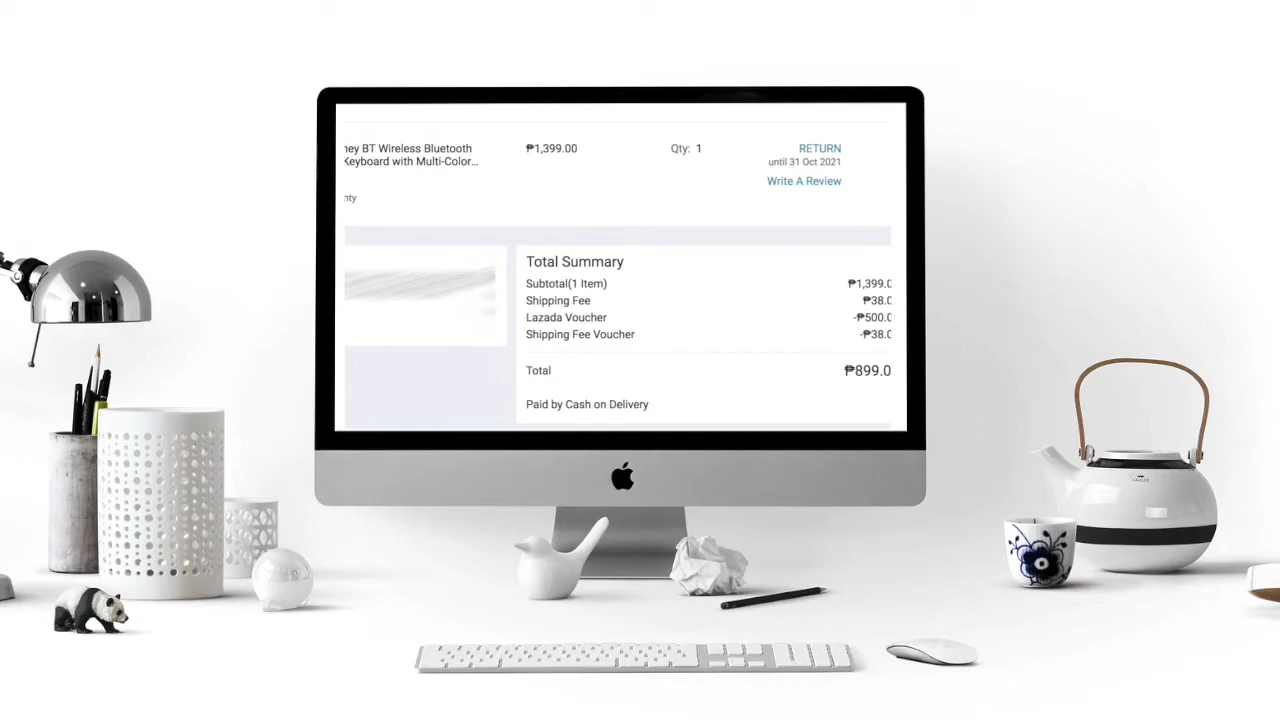 ney BT Wireless Bluetooth ₱1,399.00 Qty: 1 RETURN
Keyboard with Multi-Color... until 31 Oct 2021
Write A Review
nty
Total Summary
Subtotal(1 Item) ₱1,399.0
Shipping Fee ₱38.0
Lazada Voucher -₱500.0
Shipping Fee Voucher -₱38.0
Total ₱899.0
Paid by Cash on Delivery